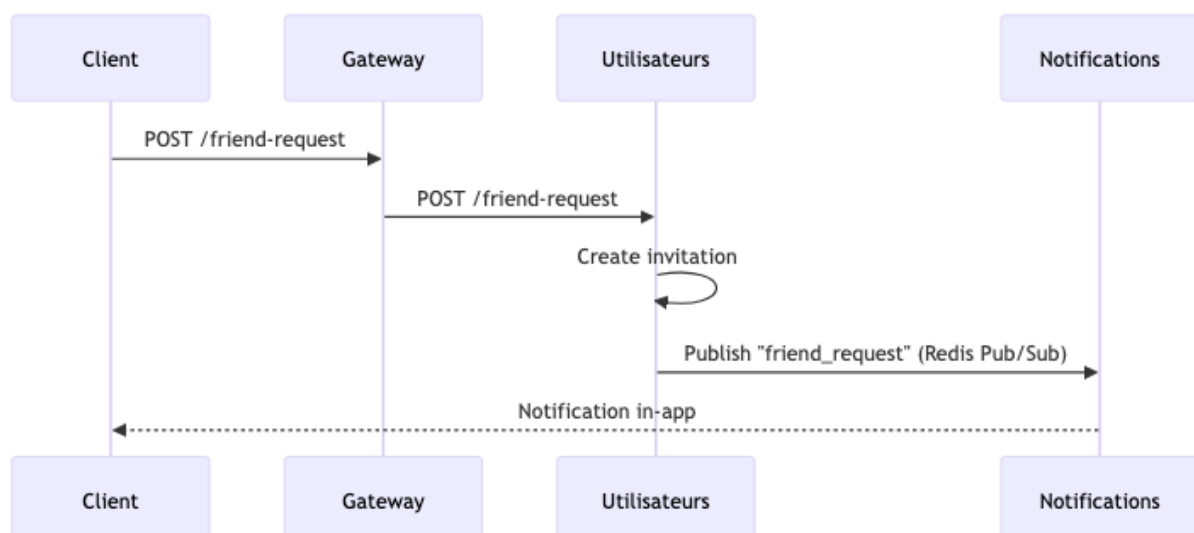 Client
Gateway
Utilisateurs
Notifications
POST /friend-request
POST /friend-request
Create invitation
Publish "friend_request" (Redis Pub/Sub)
Notification in-app
Client
Gateway
Utilisateurs
Notifications